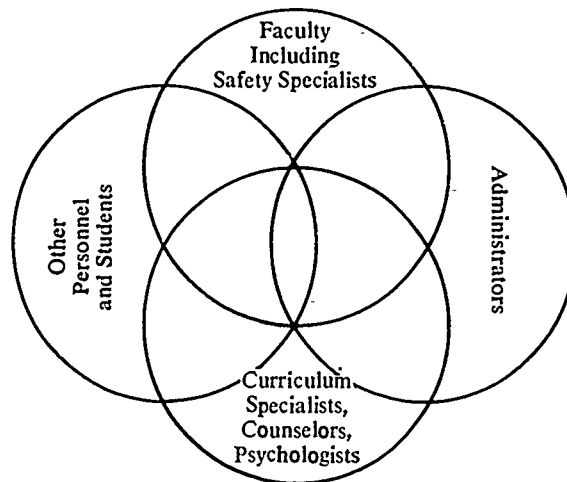 Faculty
Including
Safety Specialists
Other
Personnel
and Students
Administrators
Curriculum
Specialists,
Counselors,
Psychologists